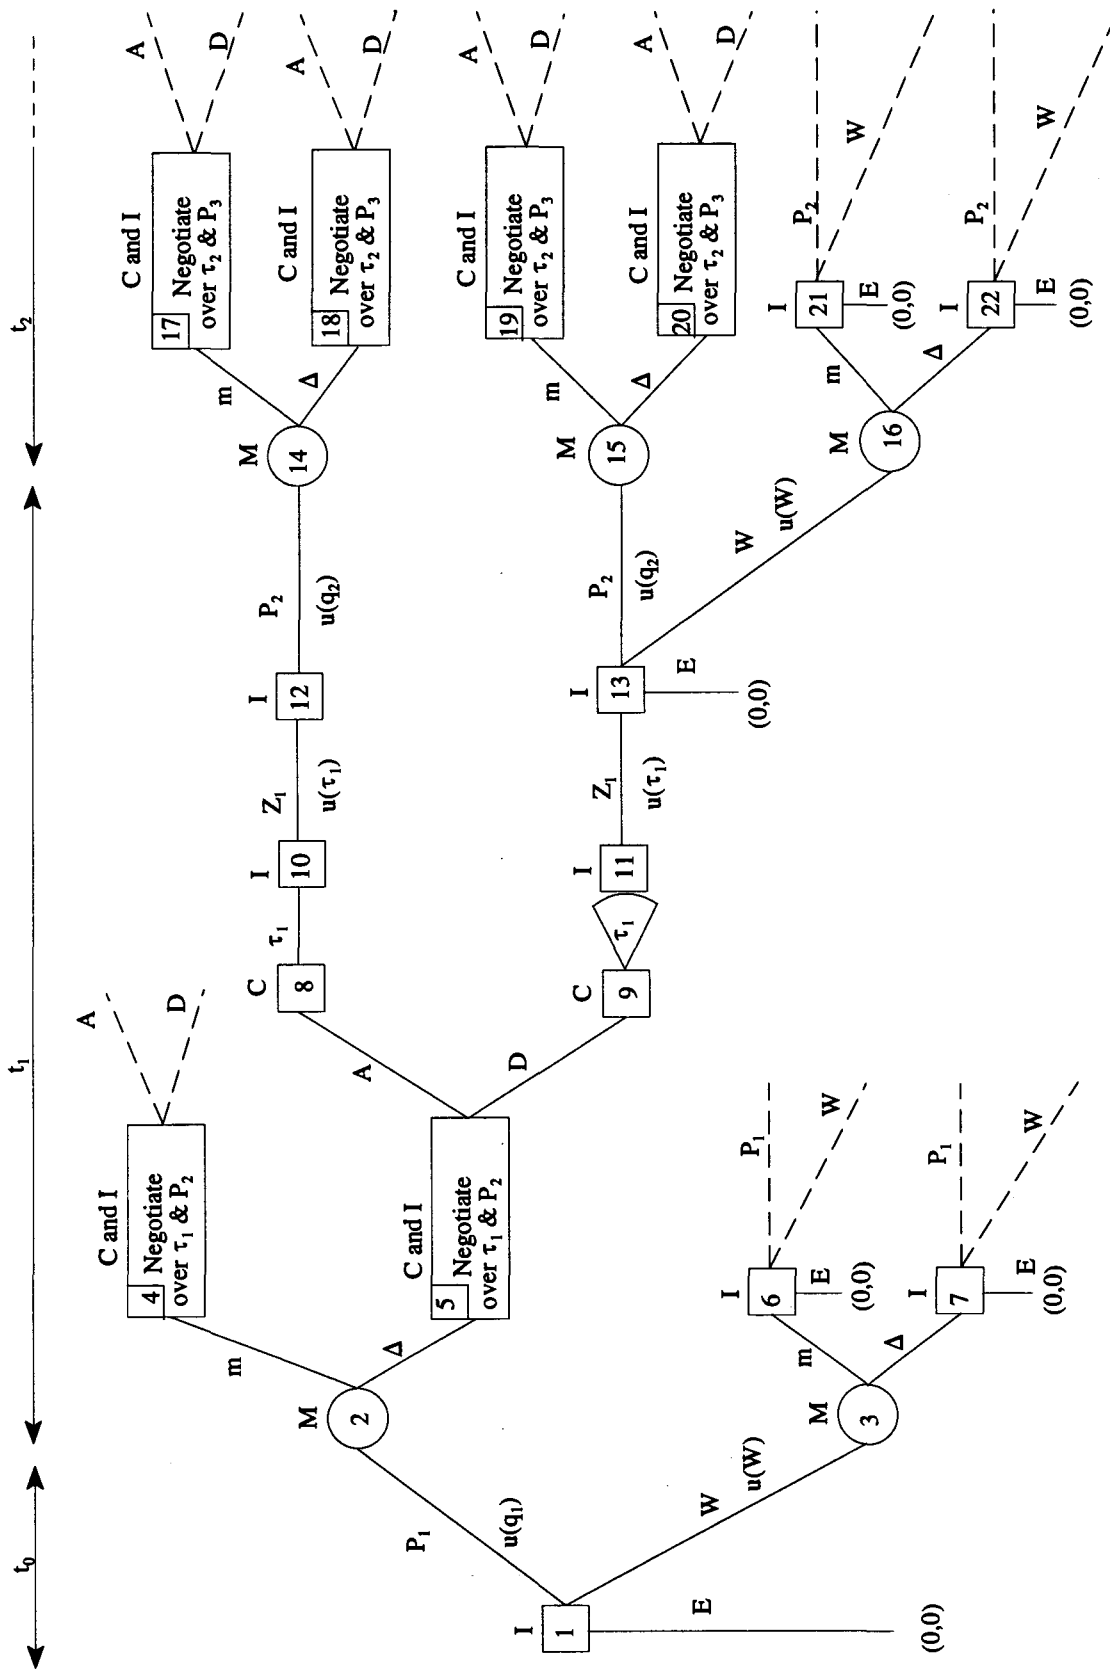 t₀
t₁
t₂
C and I
4 Negotiate
over τ₁ & P₂
A
D
C and I
17 Negotiate
over τ₂ & P₃
A
D
m
m
M
14
Δ
C and I
18 Negotiate
over τ₂ & P₃
A
D
C
8
τ₁
I
10
Z₁
u(τ₁)
I
12
P₂
u(q₂)
M
2
Δ
A
P₁
u(q₁)
C and I
5 Negotiate
over τ₁ & P₂
D
C and I
19 Negotiate
over τ₂ & P₃
A
D
m
M
15
Δ
C and I
20 Negotiate
over τ₂ & P₃
A
D
I
1
E
(0,0)
C
9
τ₁
I
11
Z₁
u(τ₁)
I
13
P₂
u(q₂)
E
(0,0)
W
u(W)
W
u(W)
I
6
P₁
W
E
(0,0)
m
M
3
Δ
I
7
P₁
W
E
(0,0)
I
21
P₂
W
E
(0,0)
m
M
16
Δ
I
22
P₂
W
E
(0,0)